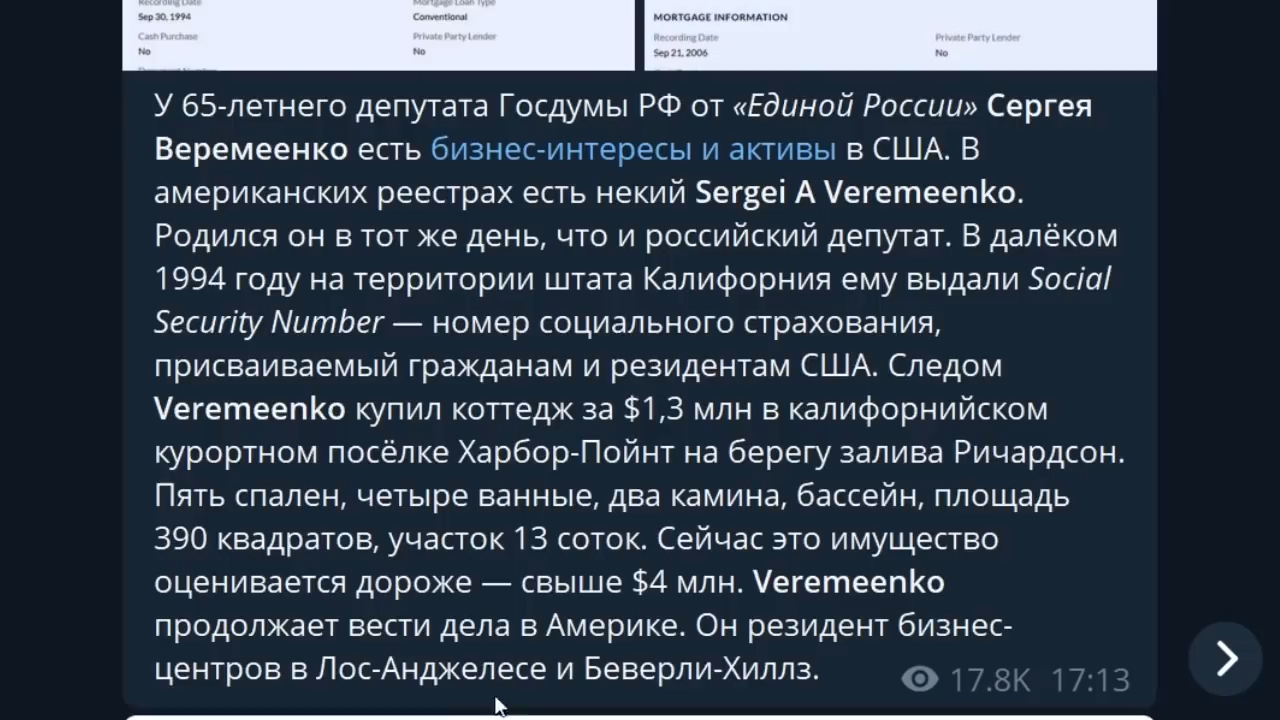 Recording Date
Mortgage Loan Type
Sep 30, 1994
Conventional
Cash Purchase
Private Party Lender
No
No
MORTGAGE INFORMATION
Recording Date
Private Party Lender
Sep 21, 2006
No
У 65-летнего депутата Госдумы РФ от «Единой России» Сергея
Веремеенко есть бизнес-интересы и активы в США. В
американских реестрах есть некий Sergei A Veremeenko.
Родился он в тот же день, что и российский депутат. В далёком
1994 году на территории штата Калифорния ему выдали Social
Security Number — номер социального страхования,
присваиваемый гражданам и резидентам США. Следом
Veremeenko купил коттедж за $1,3 млн в калифорнийском
курортном посёлке Харбор-Пойнт на берегу залива Ричардсон.
Пять спален, четыре ванные, два камина, бассейн, площадь
390 квадратов, участок 13 соток. Сейчас это имущество
оценивается дороже — свыше $4 млн. Veremeenko
продолжает вести дела в Америке. Он резидент бизнес-
центров в Лос-Анджелесе и Беверли-Хиллз.
17.8K 17:13